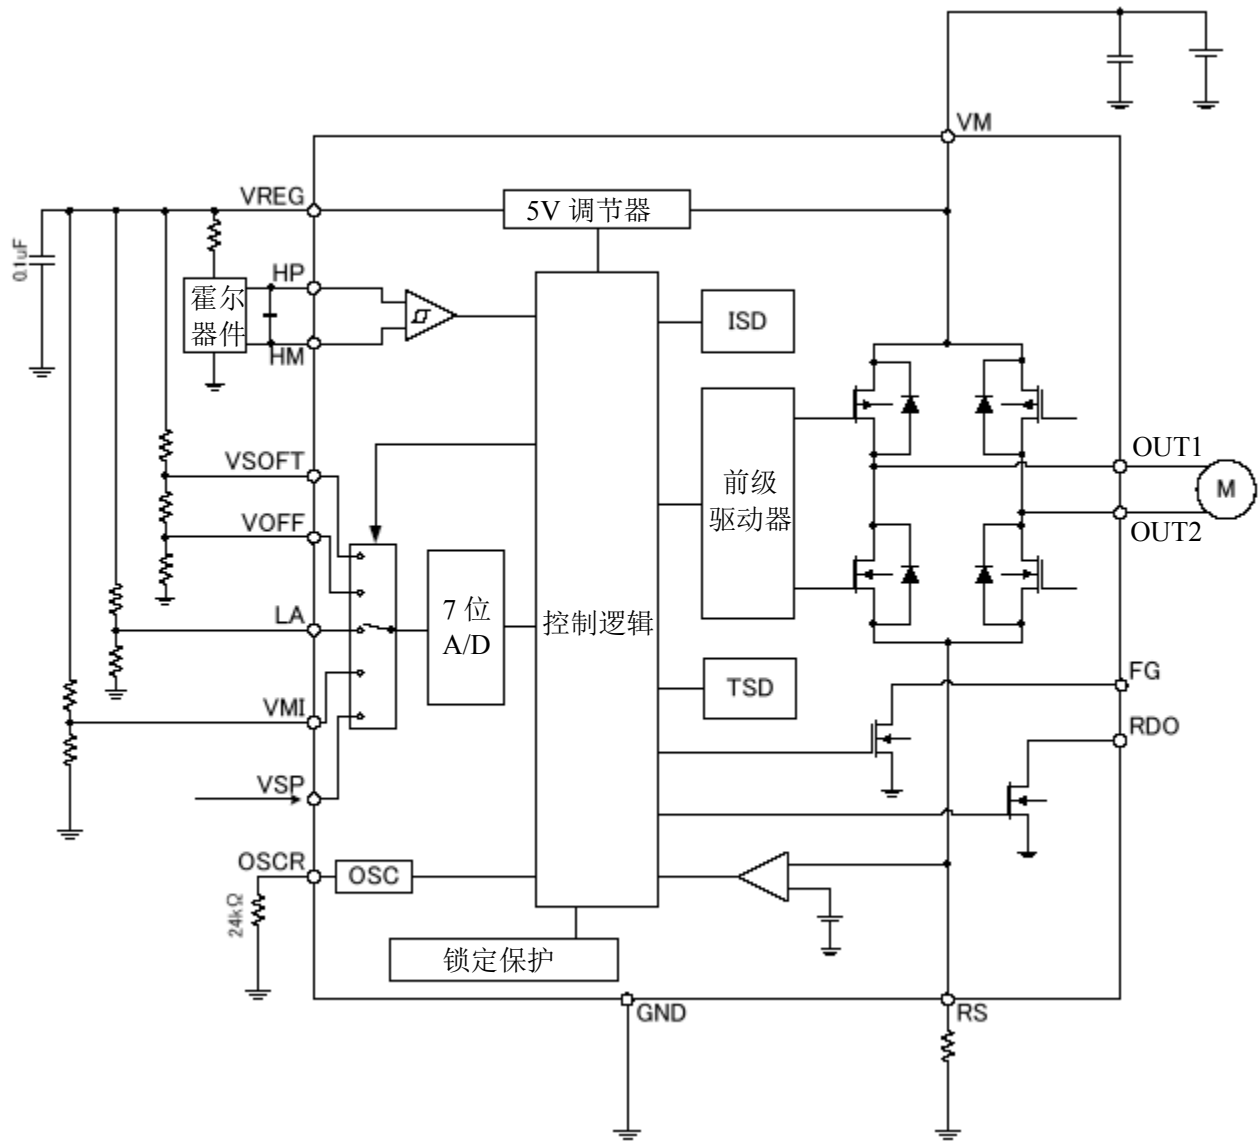 VM
VREG
5V 调节器
0.1uF
HP
霍尔
器件
HM
ISD
VSOFT
OUT1
M
前级
驱动器
VOFF
OUT2
7 位
A/D
LA
控制逻辑
FG
TSD
VMI
RDO
VSP
OSCR
OSC
24kΩ
锁定保护
GND
RS